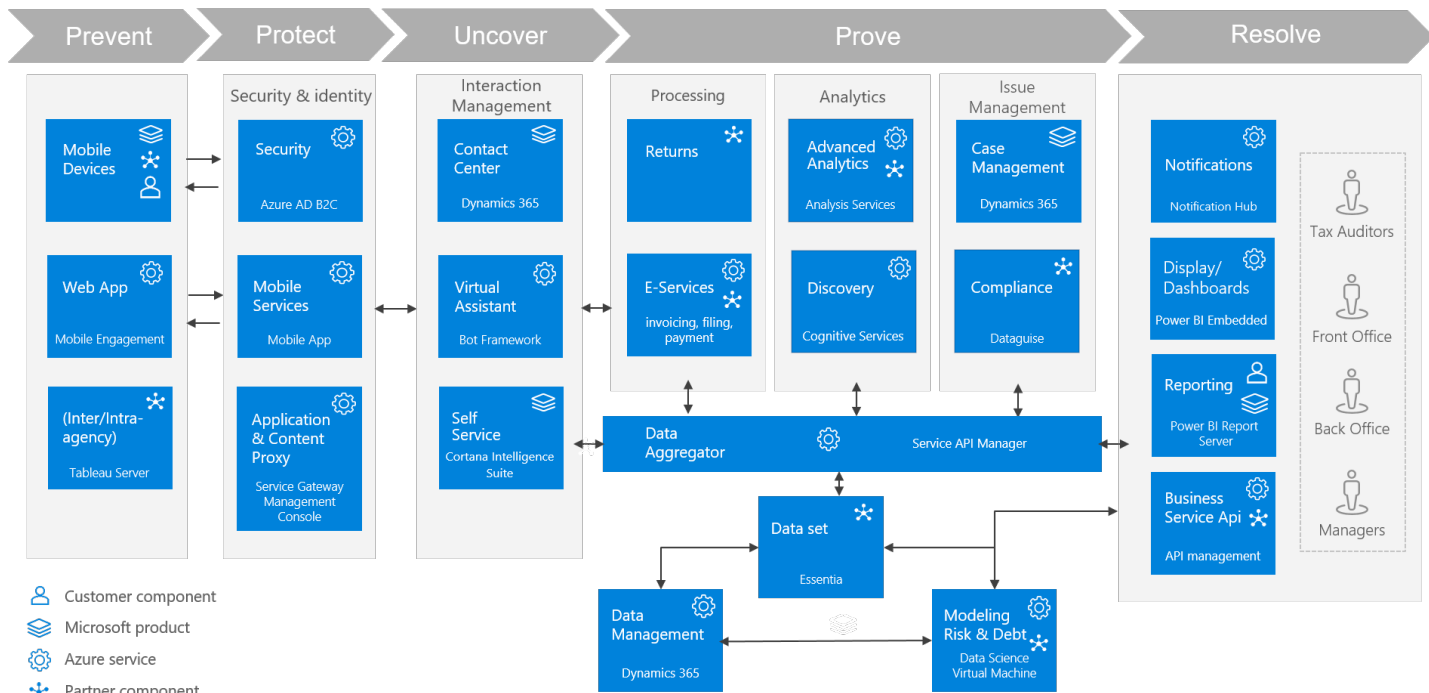 Prevent
Protect
Uncover
Prove
Resolve
Mobile
Devices
Web App
Mobile Engagement
(Inter/Intra-
agency)
Tableau Server
Security & identity
Security
Azure AD B2C
Mobile
Services
Mobile App
Application
& Content
Proxy
Service Gateway
Management
Console
Interaction
Management
Contact
Center
Dynamics 365
Virtual
Assistant
Bot Framework
Self
Service
Cortana Intelligence
Suite
Processing
Returns
E-Services
invoicing, filing,
payment
Analytics
Advanced
Analytics
Analysis Services
Discovery
Cognitive Services
Issue
Management
Case
Management
Dynamics 365
Compliance
Dataguise
Data
Aggregator
Service API Manager
Data set
Essentia
Data
Management
Dynamics 365
Modeling
Risk & Debt
Data Science
Virtual Machine
Notifications
Notification Hub
Display/
Dashboards
Power BI Embedded
Reporting
Power BI Report
Server
Business
Service Api
API management
Tax Auditors
Front Office
Back Office
Managers
Customer component
Microsoft product
Azure service
Partner component